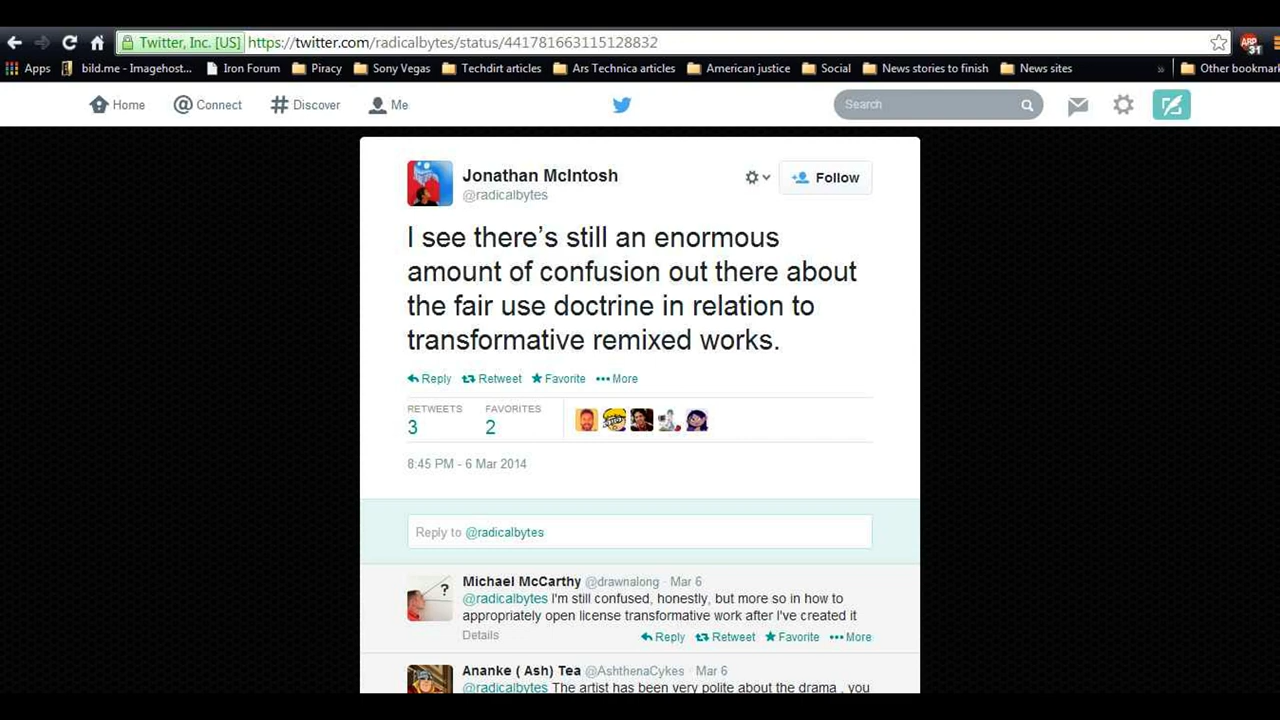 Twitter, Inc. [US] https://twitter.com/radicalbytes/status/441781663115128832
ABP 31
Apps bild.me - Imagehost... Iron Forum Piracy Sony Vegas Techdirt articles Ars Technica articles American justice Social News stories to finish News sites » Other bookmar
Home @ Connect # Discover Me Search
Jonathan McIntosh
@radicalbytes
Follow
I see there’s still an enormous
amount of confusion out there about
the fair use doctrine in relation to
transformative remixed works.
Reply Retweet Favorite ••• More
RETWEETS FAVORITES
3 2
8:45 PM - 6 Mar 2014
Reply to @radicalbytes
Michael McCarthy @drawnalong · Mar 6
@radicalbytes I'm still confused, honestly, but more so in how to
appropriately open license transformative work after I've created it
Details Reply Retweet Favorite ••• More
Ananke ( Ash) Tea @AshthenaCykes · Mar 6
@radicalbytes The artist has been very polite about the drama , you